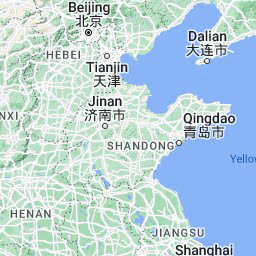 Beijing
北京
Dalian
大连市
HEBEI
Tianjin
天津
Jinan
济南市
NXI
Qingdao
青岛市
SHANDONG
Yellow
HENAN
JIANGSU
Shanghai